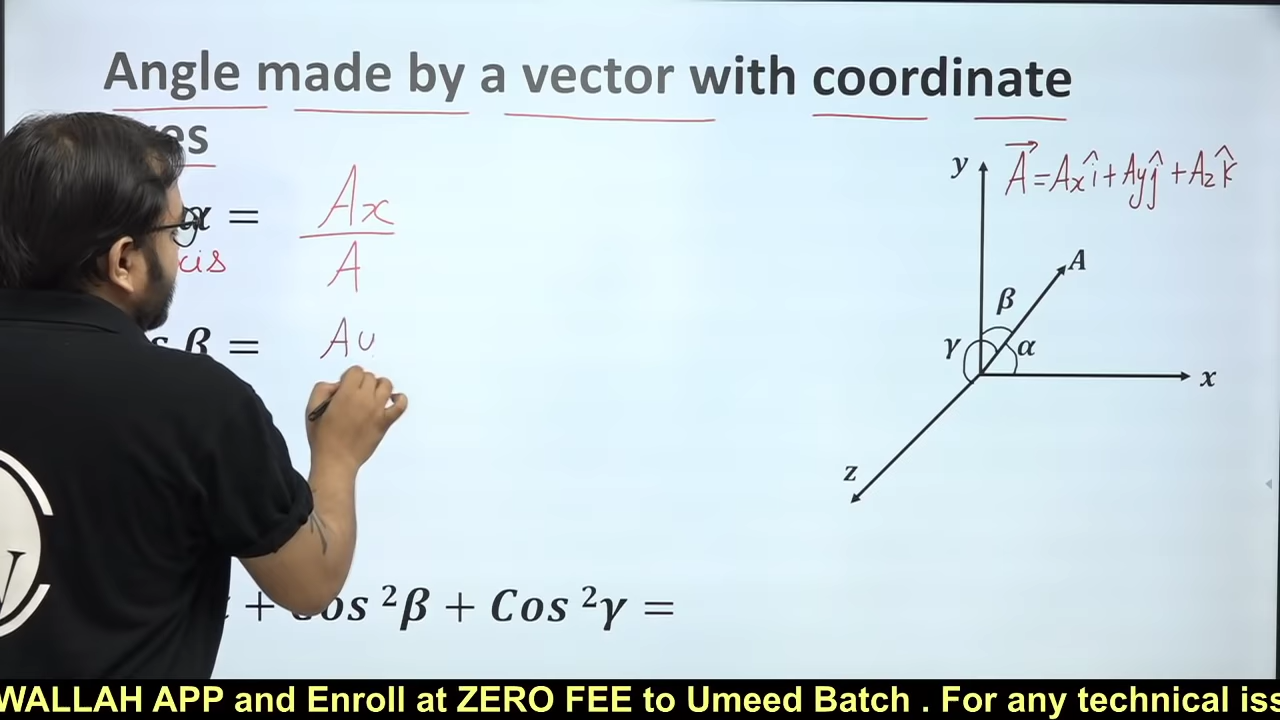 Angle made by a vector with coordinate
es
α = Ax
A
cis
β = Ay
y
A⃗ = Axî + Ayĵ + Azk̂
A
β
γ
α
x
z
+ Cos ²β + Cos ²γ =
WALLAH APP and Enroll at ZERO FEE to Umeed Batch . For any technical iss